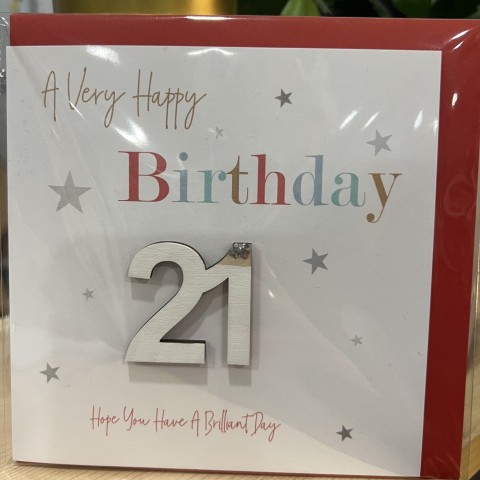 A Very Happy
Birthday
21
Hope You Have A Brilliant Day